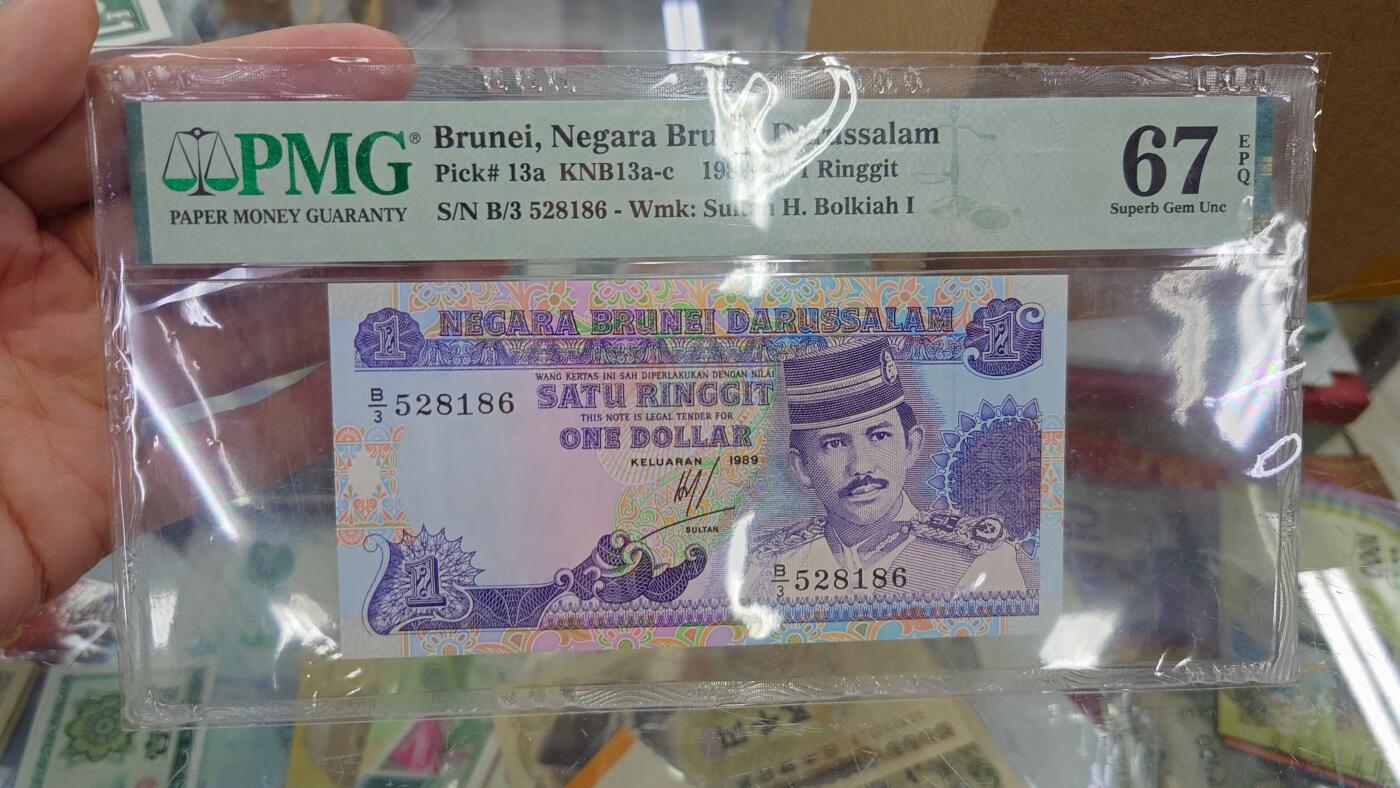 PMG®
PAPER MONEY GUARANTY
Brunei, Negara Darussalam
Pick# 13a KNB13a-c 1 Ringgit
S/N B/3 528186 - Wmk: H. Bolkiah I
67
EPQ
Superb Gem Unc
1 NEGARA BRUNEI DARUSSALAM 1
WANG KERTAS INI SAH DIPERLAKUKAN DENGAN NILAI
B/3 528186
SATU RINGGIT
THIS NOTE IS LEGAL TENDER FOR
ONE DOLLAR
KELUARAN 1989
SULTAN
B/3 528186
1